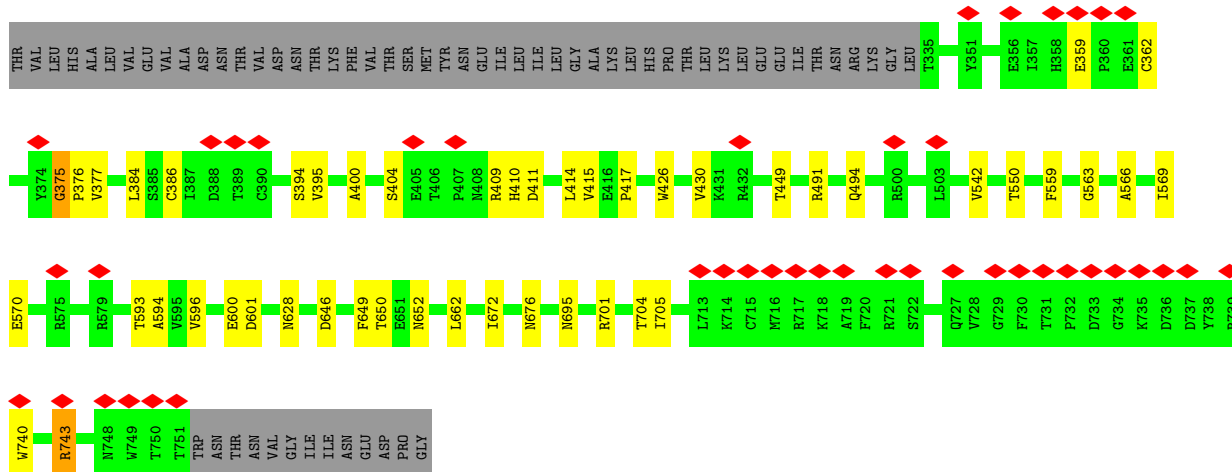 THR VAL LEU HIS ALA LEU VAL GLU VAL ALA ASP ASN THR VAL ASP ASN THR LYS PHE VAL THR SER MET TYR ASN GLU ILE LEU ILE LEU GLY ALA LYS LEU HIS PRO THR LEU LYS LEU GLU GLU ILE THR ASN ARG LYS GLY LEU T335 Y351 E356 I357 H358 E359 P360 E361 C362
Y374 G375 P376 V377 L384 S385 C386 I387 D388 T389 C390 S394 V395 A400 S404 E405 T406 P407 N408 R409 H410 D411 L414 V415 E416 P417 W426 V430 K431 R432 T449 R491 Q494 R500 L503 V542 T550 F559 G563 A566 I569
E570 R575 R579 T593 A594 V595 V596 E600 D601 N628 D646 F649 T650 E651 N652 L662 I672 N676 N695 R701 T704 I705 L713 K714 C715 M716 R717 K718 A719 F720 R721 S722 Q727 V728 G729 F730 T731 P732 D733 G734 K735 D736 D737 Y738
W740 R743 N748 W749 T750 T751 TRP ASN THR ASN VAL GLY ILE ILE ASN GLU ASP PRO GLY